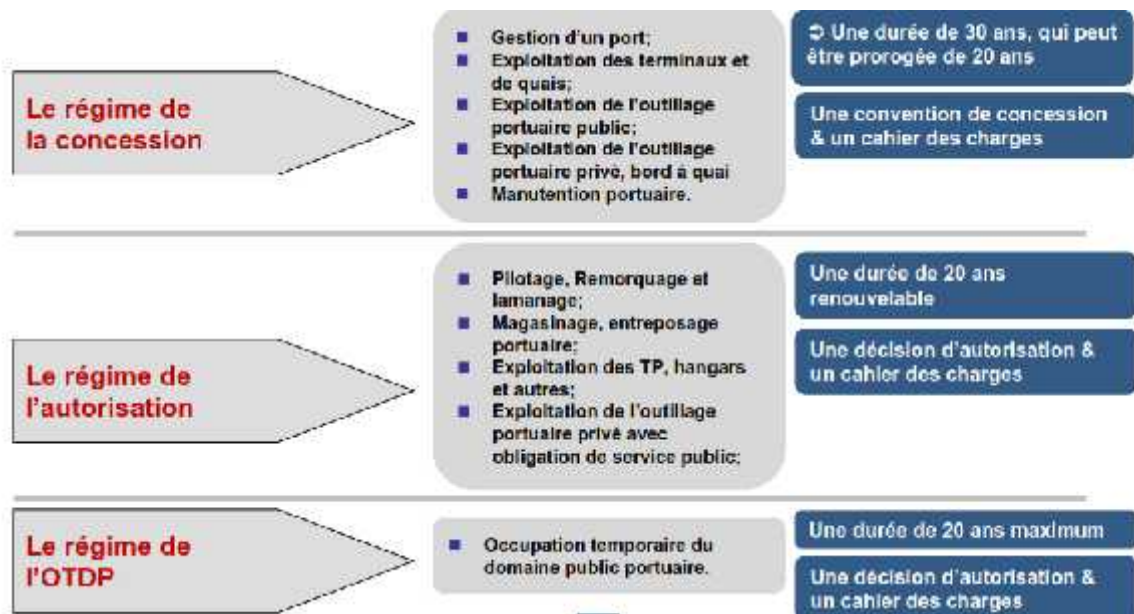 Le régime de
la concession
■ Gestion d'un port;
■ Exploitation des terminaux et
de quais;
■ Exploitation de l'outillage
portuaire public;
■ Exploitation de l'outillage
portuaire privé, bord à quai
■ Manutention portuaire.
➲ Une durée de 30 ans, qui peut
être prorogée de 20 ans
Une convention de concession
& un cahier des charges
Le régime de
l'autorisation
■ Pilotage, Remorquage et
lamanage;
■ Magasinage, entreposage
portuaire;
■ Exploitation des TP, hangars
et autres;
■ Exploitation de l'outillage
portuaire privé avec
obligation de service public;
Une durée de 20 ans
renouvelable
Une décision d'autorisation &
un cahier des charges
Le régime de
l'OTDP
■ Occupation temporaire du
domaine public portuaire.
Une durée de 20 ans maximum
Une décision d'autorisation &
un cahier des charges